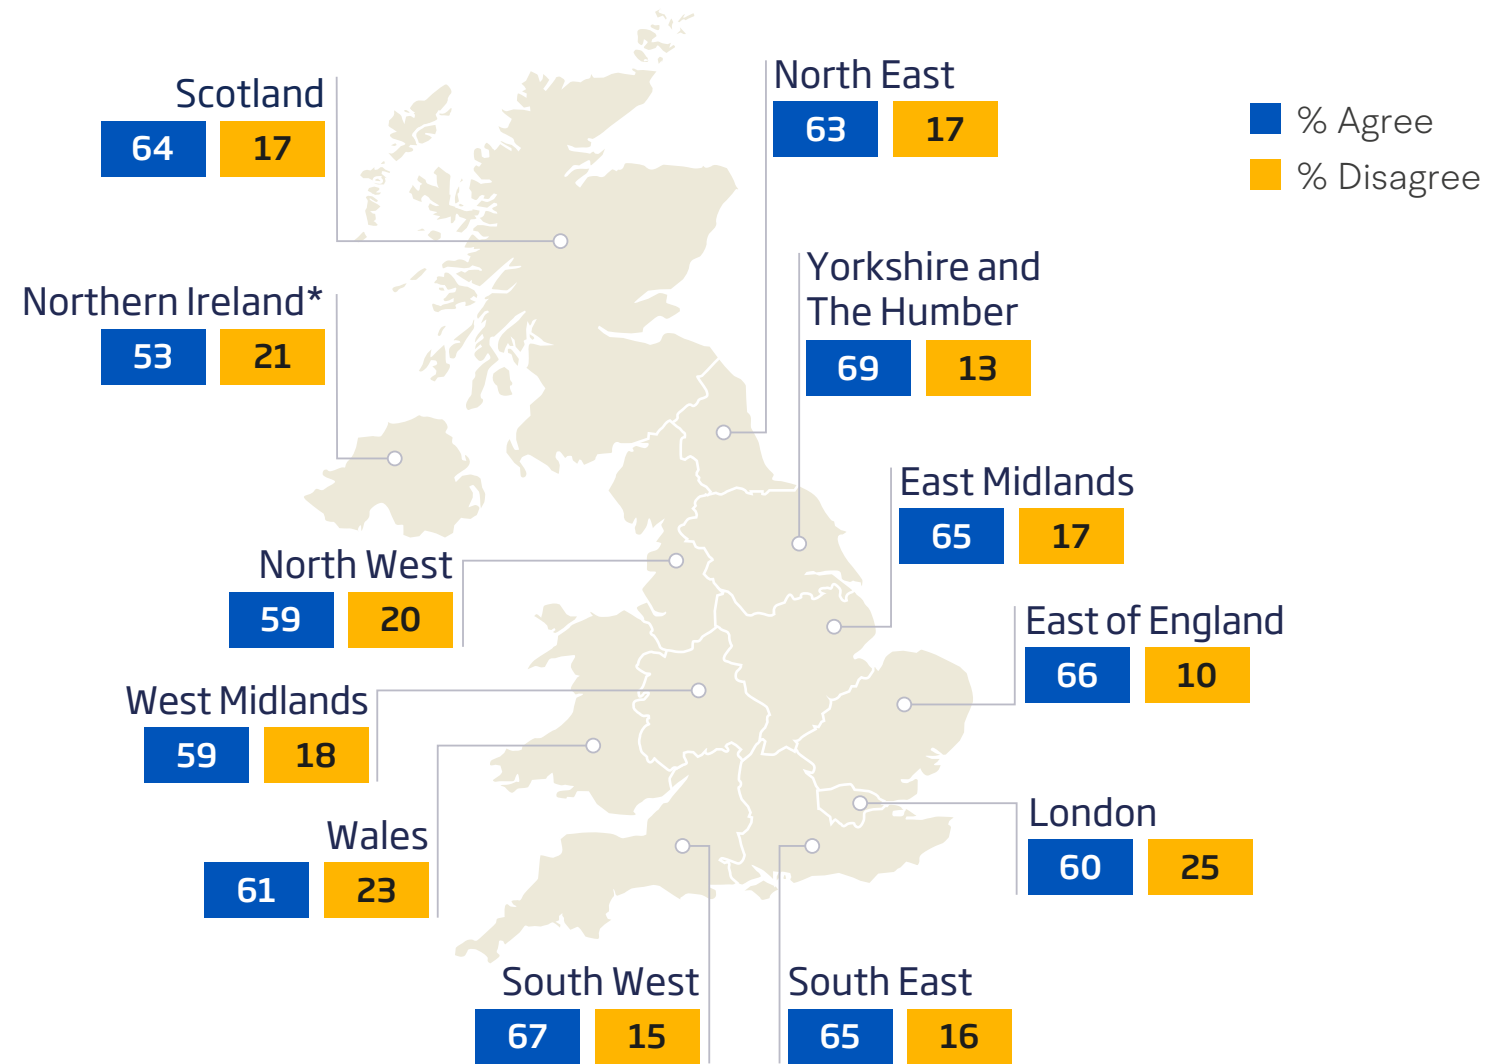 Scotland
64 17
North East
63 17
% Agree
% Disagree
Northern Ireland*
53 21
Yorkshire and
The Humber
69 13
East Midlands
65 17
North West
59 20
East of England
66 10
West Midlands
59 18
London
60 25
Wales
61 23
South West
67 15
South East
65 16